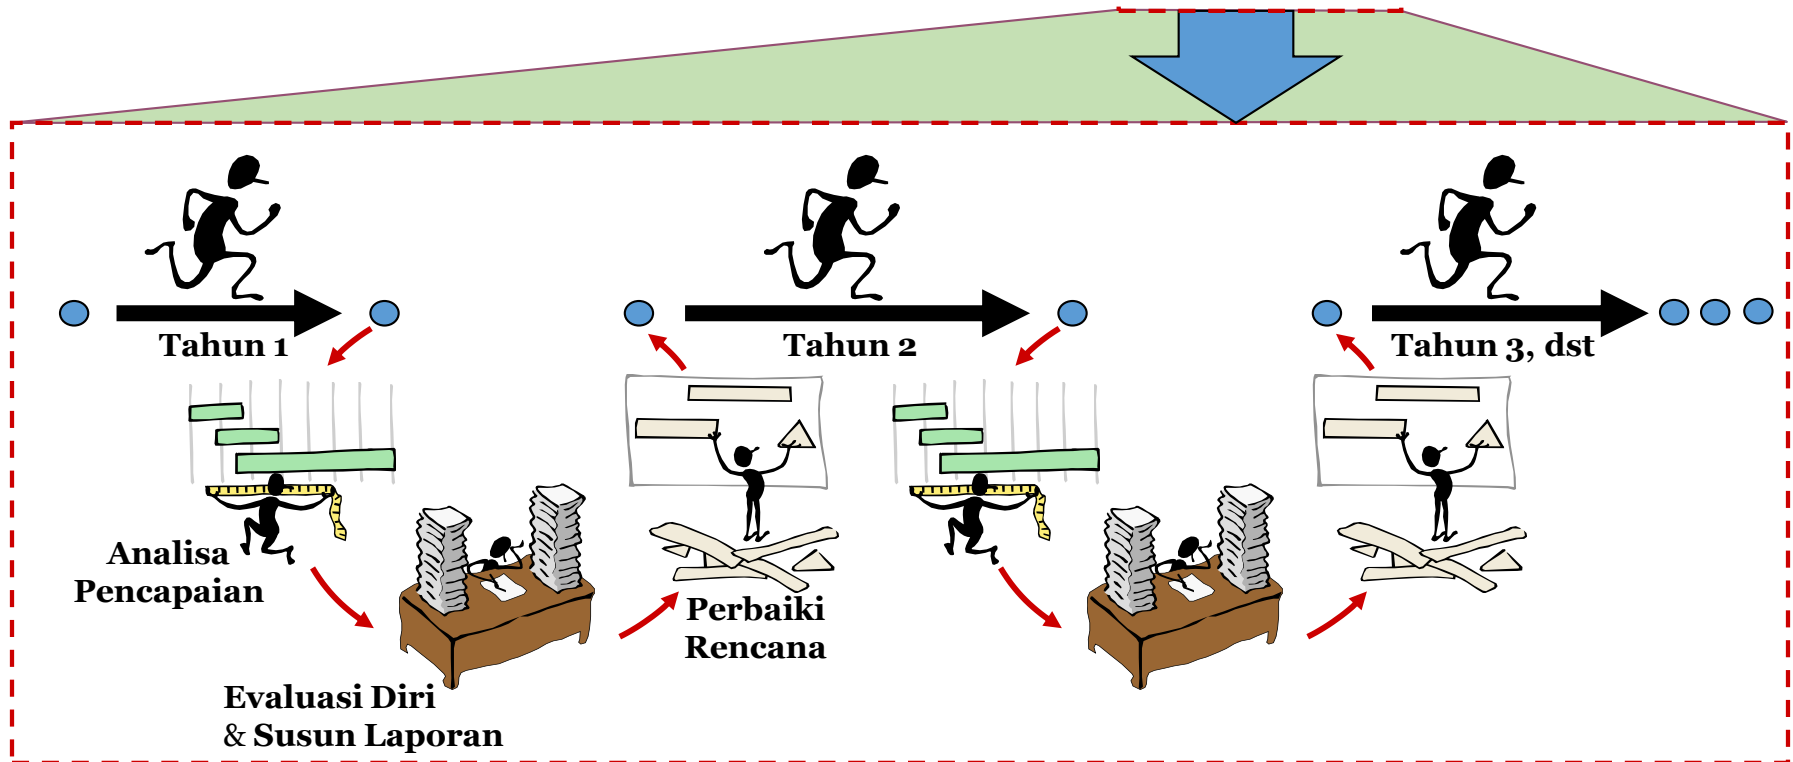 Tahun 1
Tahun 2
Tahun 3, dst
Analisa
Pencapaian
Perbaiki
Rencana
Evaluasi Diri
& Susun Laporan